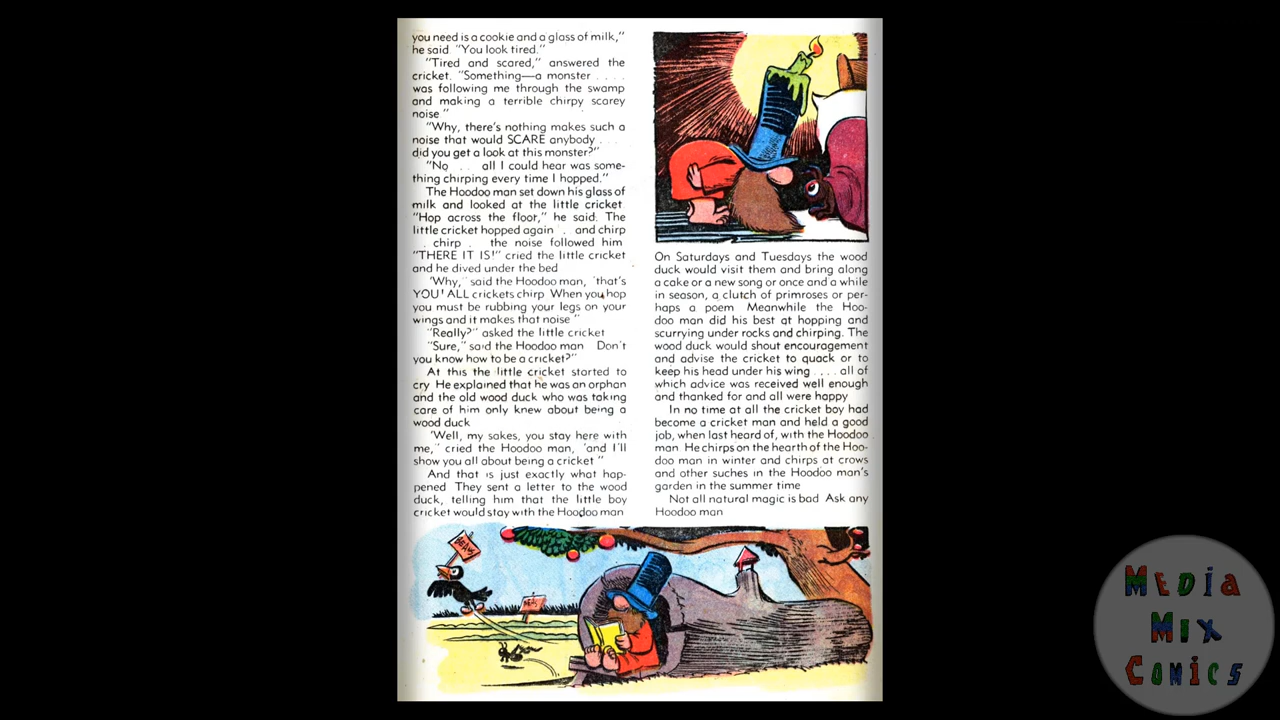 you need is a cookie and a glass of milk,"
he said. "You look tired."
"Tired and scared," answered the
cricket. "Something—a monster . . . .
was following me through the swamp
and making a terrible chirpy scarey
noise "
"Why, there's nothing makes such a
noise that would SCARE anybody . . .
did you get a look at this monster?"
"No . . all I could hear was some-
thing chirping every time I hopped."
The Hoodoo man set down his glass of
milk and looked at the little cricket.
"Hop across the floor," he said. The
little cricket hopped again . . and chirp
. chirp . the noise followed him
"THERE IT IS!" cried the little cricket
and he dived under the bed
'Why," said the Hoodoo man, 'that's
YOU! ALL crickets chirp When you hop
you must be rubbing your legs on your
wings and it makes that noise "
"Really?" asked the little cricket
"Sure," said the Hoodoo man Don't
you know how to be a cricket?"
At this the little cricket started to
cry He explained that he was an orphan
and the old wood duck who was taking
care of him only knew about being a
wood duck
'Well, my sakes, you stay here with
me," cried the Hoodoo man, 'and I'll
show you all about being a cricket "
And that is just exactly what hap-
pened They sent a letter to the wood
duck, telling him that the little boy
cricket would stay with the Hoodoo man
On Saturdays and Tuesdays the wood
duck would visit them and bring along
a cake or a new song or once and a while
in season, a clutch of primroses or per-
haps a poem Meanwhile the Hoo-
doo man did his best at hopping and
scurrying under rocks and chirping. The
wood duck would shout encouragement
and advise the cricket to quack or to
keep his head under his wing . . . . all of
which advice was received well enough
and thanked for and all were happy
In no time at all the cricket boy had
become a cricket man and held a good
job, when last heard of, with the Hoodoo
man. He chirps on the hearth of the Hoo-
doo man in winter and chirps at crows
and other suches in the Hoodoo man's
garden in the summer time
Not all natural magic is bad Ask any
Hoodoo man
MEDIA
MIX
COMICS